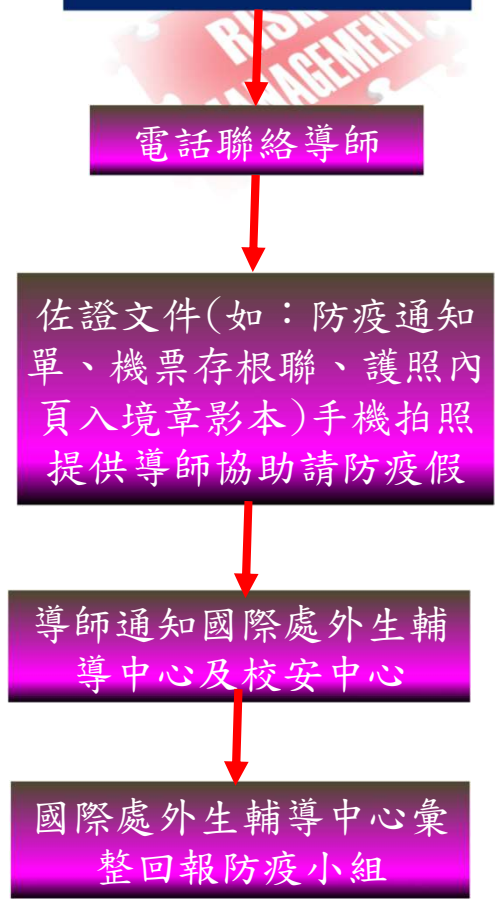 RISK
MANAGEMENT
電話聯絡導師
佐證文件(如：防疫通知
單、機票存根聯、護照內
頁入境章影本)手機拍照
提供導師協助請防疫假
導師通知國際處外生輔
導中心及校安中心
國際處外生輔導中心彙
整回報防疫小組